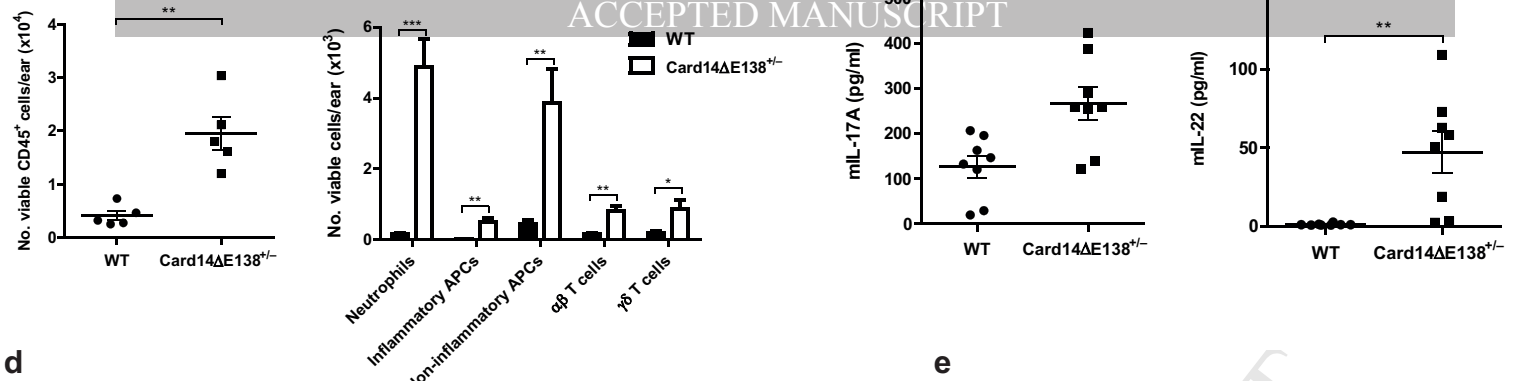 ACCEPTED MANUSCRIPT
No. viable CD45+ cells/ear (x10⁴)
4
3
2
1
0
**
WT
Card14ΔE138+/–
No. viable cells/ear (x10³)
6
4
2
0
***
**
**
**
*
WT
Card14ΔE138+/–
Neutrophils
Inflammatory APCs
Non-inflammatory APCs
αβ T cells
γδ T cells
mIL-17A (pg/ml)
400
300
200
100
0
WT
Card14ΔE138+/–
mIL-22 (pg/ml)
100
50
0
**
WT
Card14ΔE138+/–
d
e